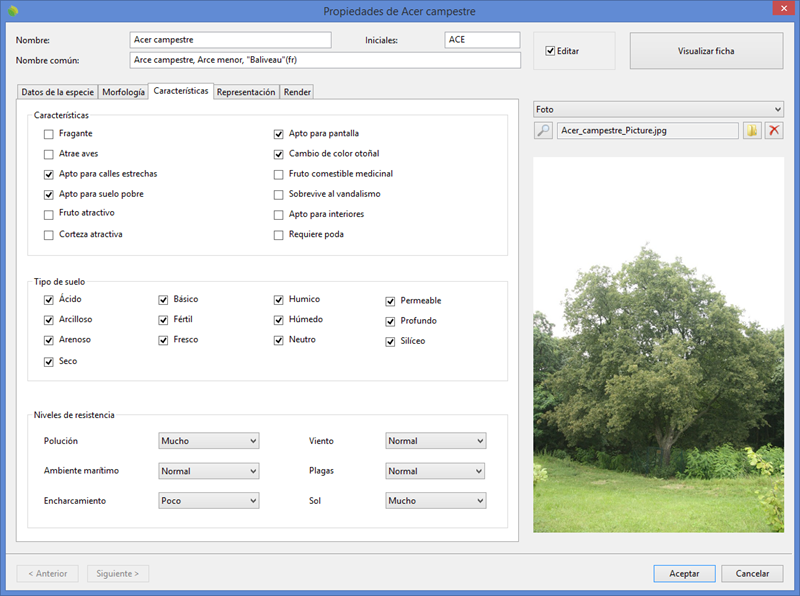 Propiedades de Acer campestre
Nombre: Acer campestre Iniciales: ACE Editar Visualizar ficha
Nombre común: Arce campestre, Arce menor, "Baliveau"(fr)
Datos de la especie Morfología Características Representación Render
Foto
Acer_campestre_Picture.jpg
Características
Fragante Apto para pantalla
Atrae aves Cambio de color otoñal
Apto para calles estrechas Fruto comestible medicinal
Apto para suelo pobre Sobrevive al vandalismo
Fruto atractivo Apto para interiores
Corteza atractiva Requiere poda
Tipo de suelo
Ácido Básico Humico Permeable
Arcilloso Fértil Húmedo Profundo
Arenoso Fresco Neutro Silíceo
Seco
Niveles de resistencia
Polución Mucho Viento Normal
Ambiente marítimo Normal Plagas Normal
Encharcamiento Poco Sol Mucho
< Anterior Siguiente > Aceptar Cancelar